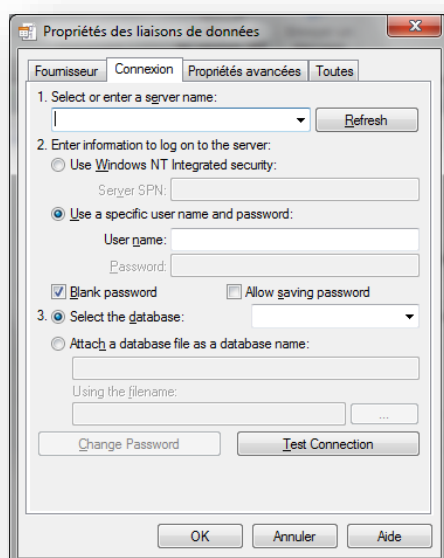 Propriétés des liaisons de données
Fournisseur Connexion Propriétés avancées Toutes
1. Select or enter a server name:
Refresh
2. Enter information to log on to the server:
Use Windows NT Integrated security:
Server SPN:
Use a specific user name and password:
User name:
Password:
Blank password Allow saving password
3. Select the database:
Attach a database file as a database name:
Using the filename:
...
Change Password Test Connection
OK Annuler Aide